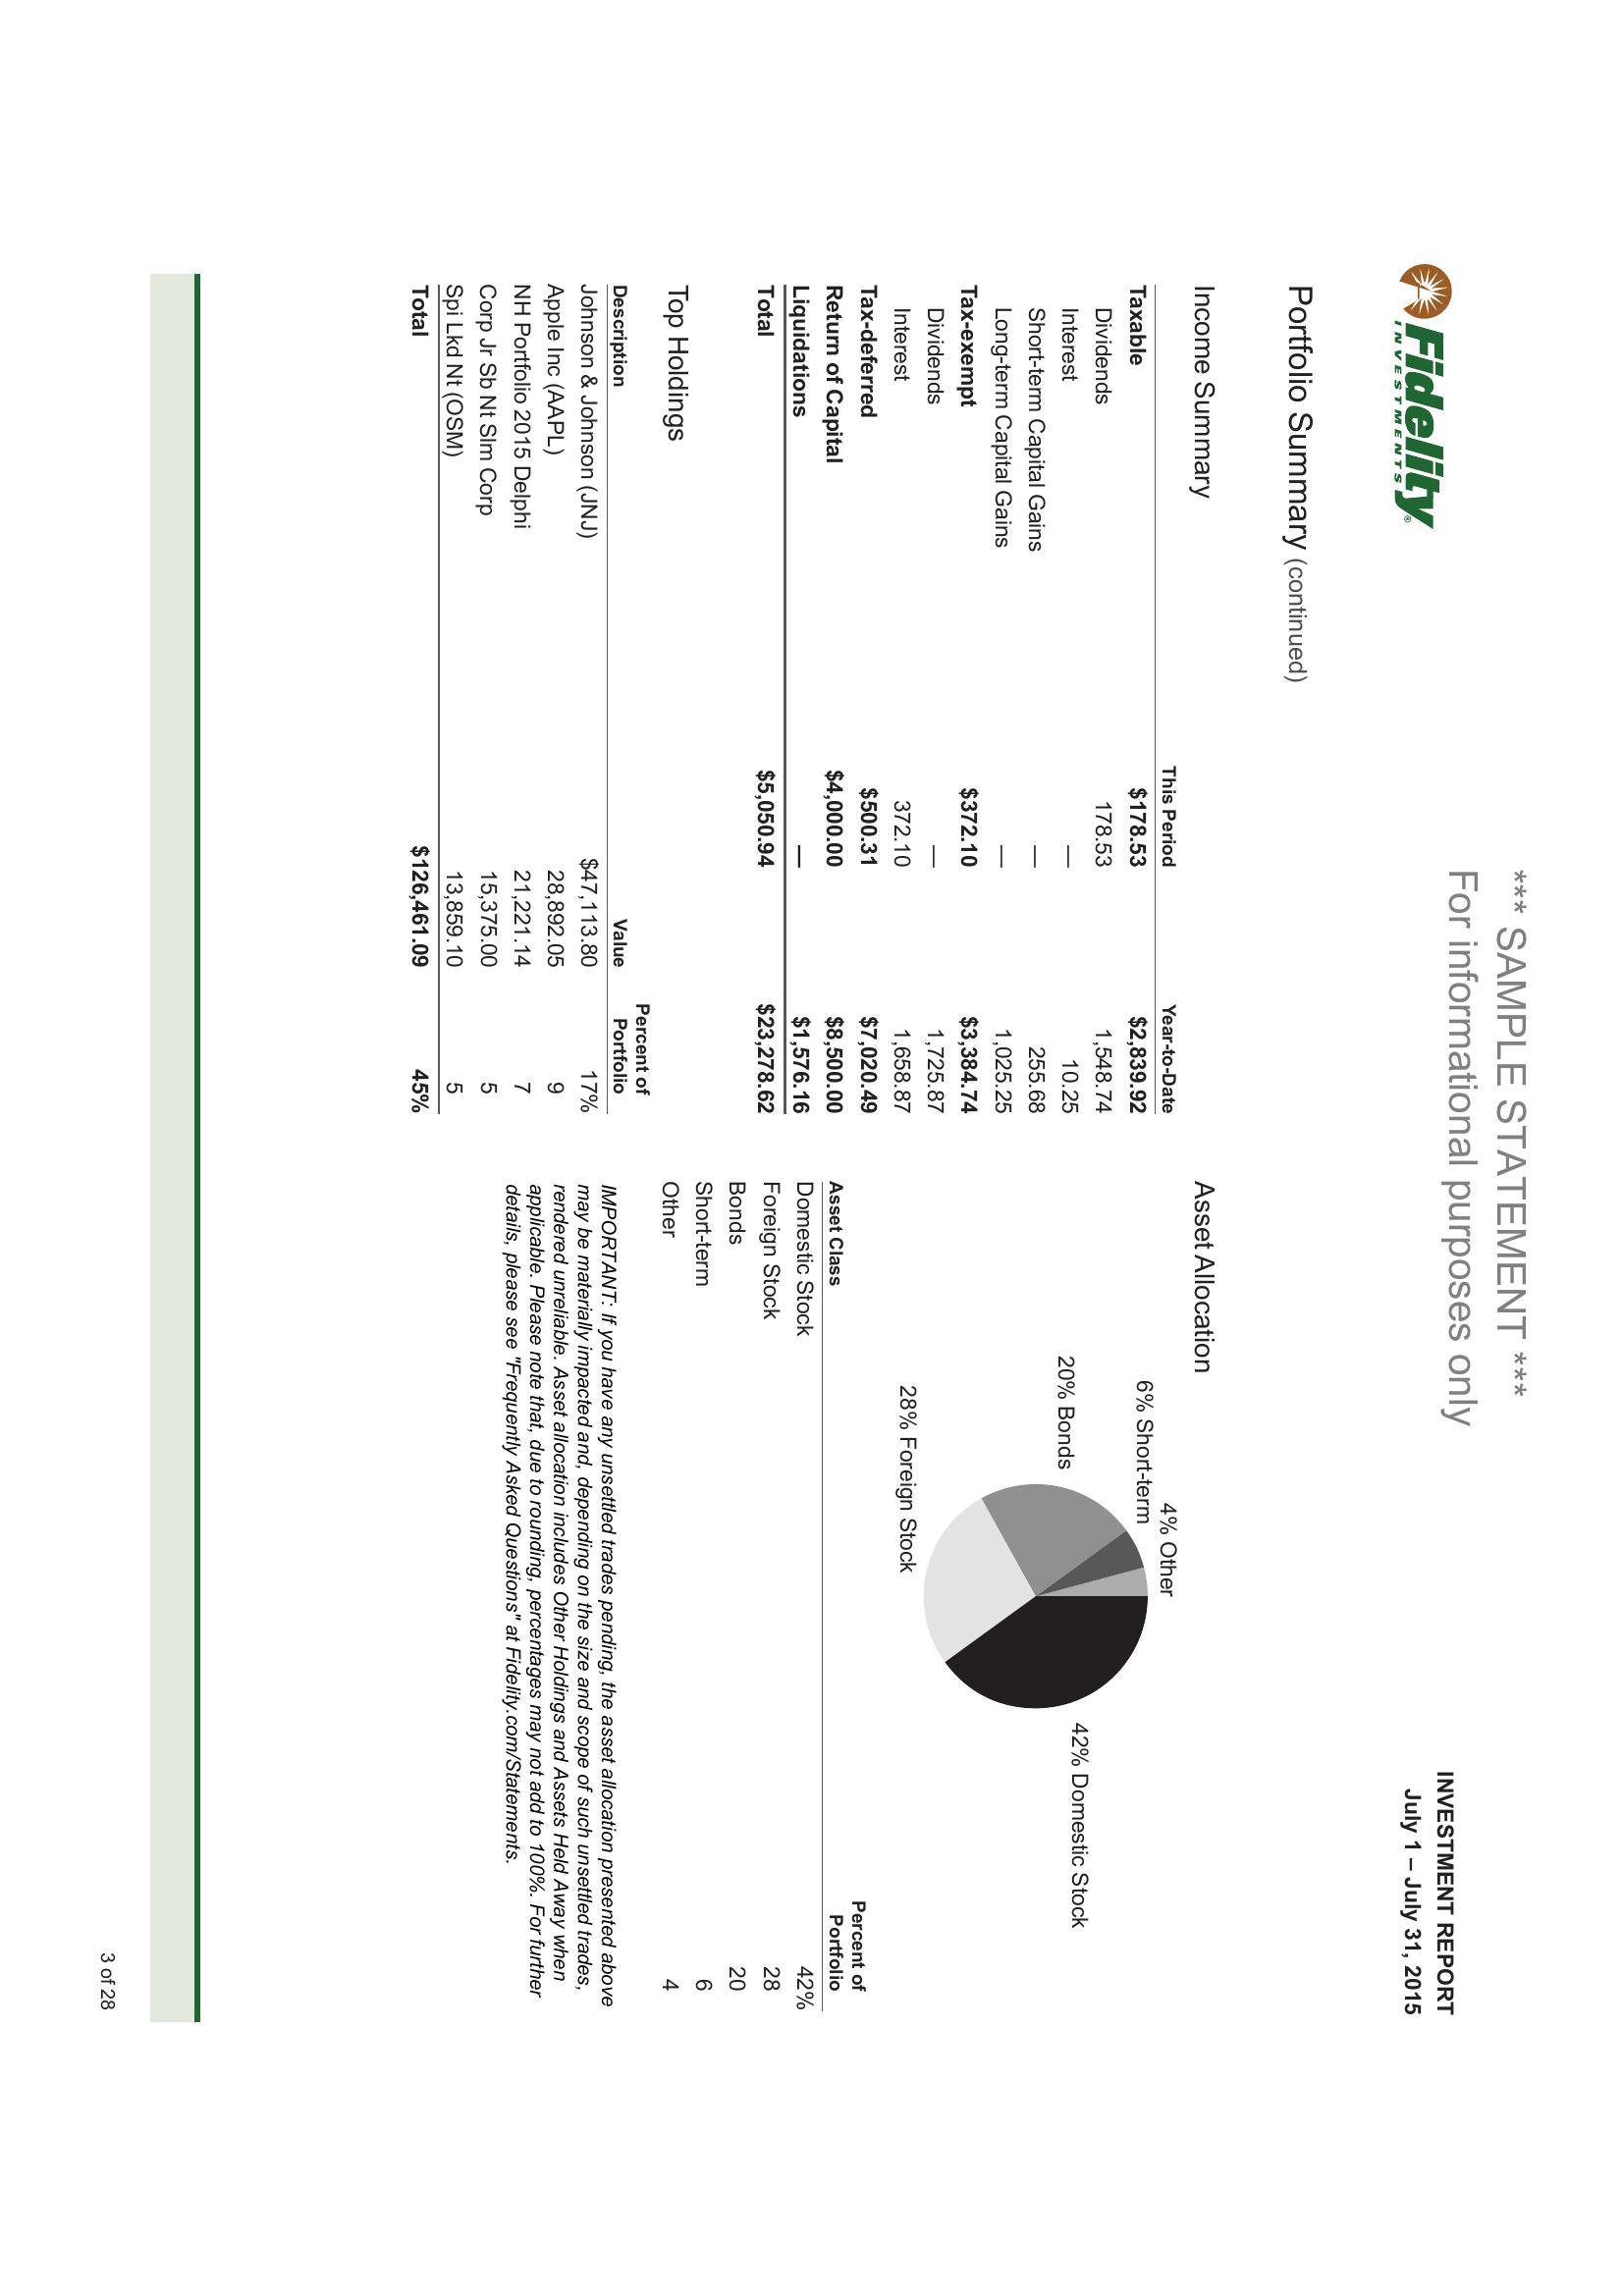 *** SAMPLE STATEMENT ***
For informational purposes only
Fidelity®
INVESTMENTS
INVESTMENT REPORT
July 1 – July 31, 2015
Portfolio Summary (continued)
Income Summary
This Period Year-to-Date
Taxable $178.53 $2,839.92
Dividends 178.53 1,548.74
Interest — 10.25
Short-term Capital Gains — 255.68
Long-term Capital Gains — 1,025.25
Tax-exempt $372.10 $3,384.74
Dividends — 1,725.87
Interest 372.10 1,658.87
Tax-deferred $500.31 $7,020.49
Return of Capital $4,000.00 $8,500.00
Liquidations — $1,576.16
Total $5,050.94 $23,278.62
Top Holdings
Percent of
Description Value Portfolio
Johnson & Johnson (JNJ) $47,113.80 17%
Apple Inc (AAPL) 28,892.05 9
NH Portfolio 2015 Delphi 21,221.14 7
Corp Jr Sb Nt Slm Corp 15,375.00 5
Spi Lkd Nt (OSM) 13,859.10 5
Total $126,461.09 45%
Asset Allocation
4% Other
6% Short-term
20% Bonds
42% Domestic Stock
28% Foreign Stock
Percent of
Asset Class Portfolio
Domestic Stock 42%
Foreign Stock 28
Bonds 20
Short-term 6
Other 4
IMPORTANT: If you have any unsettled trades pending, the asset allocation presented above
may be materially impacted and, depending on the size and scope of such unsettled trades,
rendered unreliable. Asset allocation includes Other Holdings and Assets Held Away when
applicable. Please note that, due to rounding, percentages may not add to 100%. For further
details, please see "Frequently Asked Questions" at Fidelity.com/Statements.
3 of 28